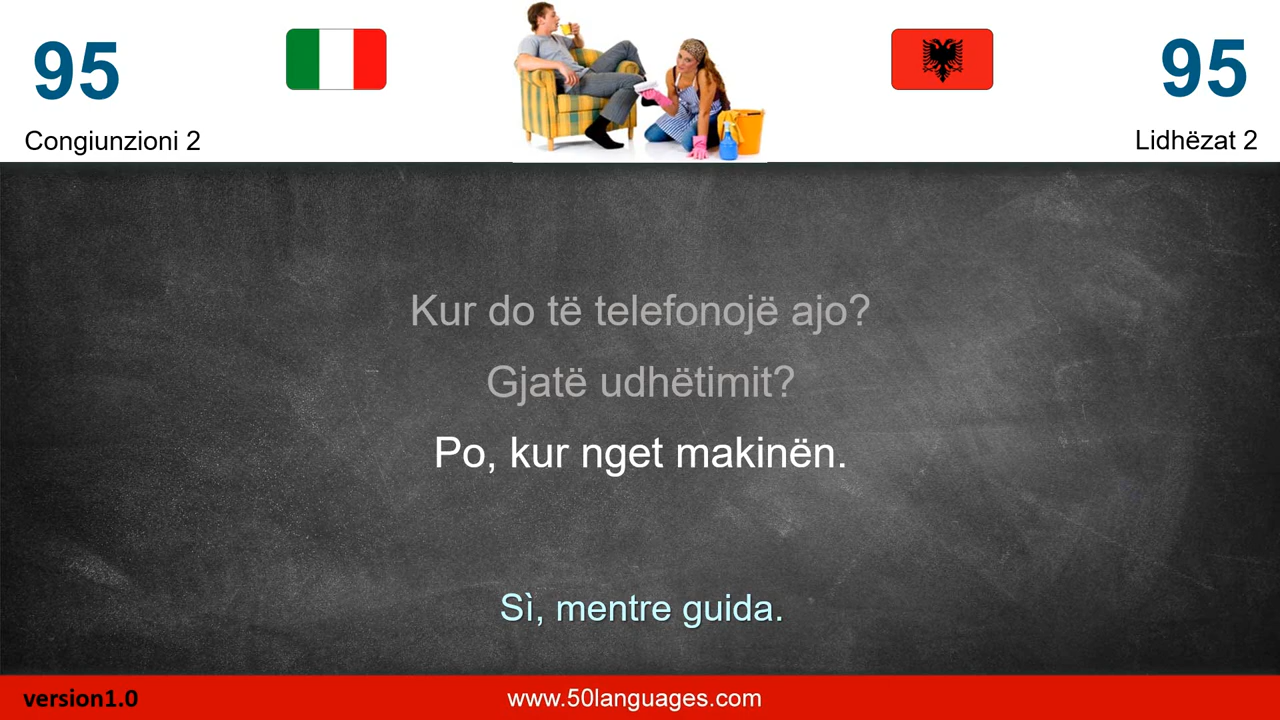 95
95
Congiunzioni 2
Lidhëzat 2
Kur do të telefonojë ajo?
Gjatë udhëtimit?
Po, kur nget makinën.
Sì, mentre guida.
version1.0
www.50languages.com